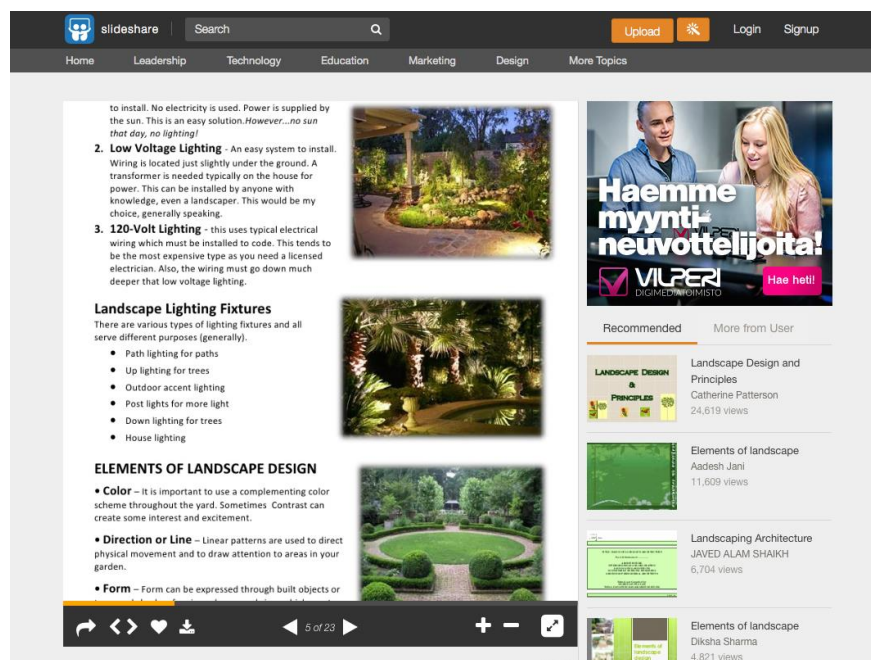 slideshare
Search
Upload
Login
Signup
Home
Leadership
Technology
Education
Marketing
Design
More Topics
to install. No electricity is used. Power is supplied by
the sun. This is an easy solution.However...no sun
that day, no lighting!
2. Low Voltage Lighting - An easy system to install.
Wiring is located just slightly under the ground. A
transformer is needed typically on the house for
power. This can be installed by anyone with
knowledge, even a landscaper. This would be my
choice, generally speaking.
3. 120-Volt Lighting - this uses typical electrical
wiring which must be installed to code. This tends to
be the most expensive type as you need a licensed
electrician. Also, the wiring must go down much
deeper that low voltage lighting.
Landscape Lighting Fixtures
There are various types of lighting fixtures and all
serve different purposes (generally).
• Path lighting for paths
• Up lighting for trees
• Outdoor accent lighting
• Post lights for more light
• Down lighting for trees
• House lighting
ELEMENTS OF LANDSCAPE DESIGN
• Color – It is important to use a complementing color
scheme throughout the yard. Sometimes Contrast can
create some interest and excitement.
• Direction or Line – Linear patterns are used to direct
physical movement and to draw attention to areas in your
garden.
• Form – Form can be expressed through built objects or
5 of 23
Haemme
myynti-
neuvottelijoita!
VILPERI
DIGIMEDIATOIMISTO
Hae heti!
Recommended
More from User
LANDSCAPE DESIGN
&
PRINCIPLES
Landscape Design and
Principles
Catherine Patterson
24,619 views
Elements of landscape
Aadesh Jani
11,609 views
Landscaping Architecture
JAVED ALAM SHAIKH
6,704 views
Elements of
landscape
design
Elements of landscape
Diksha Sharma
4,821 views